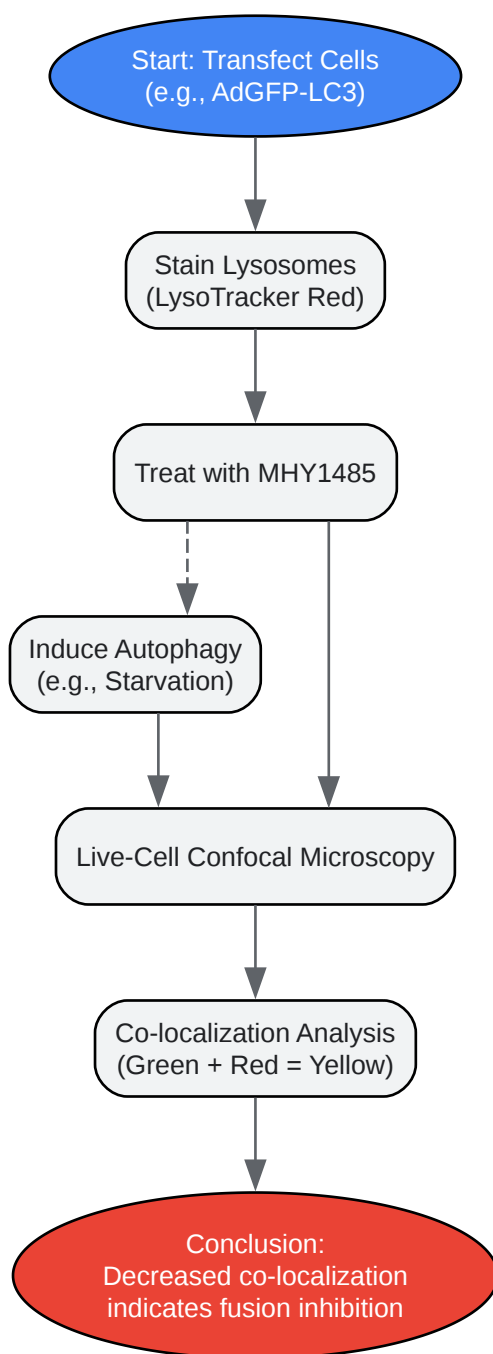 Start: Transfect Cells
(e.g., AdGFP-LC3)
Stain Lysosomes
(LysoTracker Red)
Treat with MHY1485
Induce Autophagy
(e.g., Starvation)
Live-Cell Confocal Microscopy
Co-localization Analysis
(Green + Red = Yellow)
Conclusion:
Decreased co-localization
indicates fusion inhibition